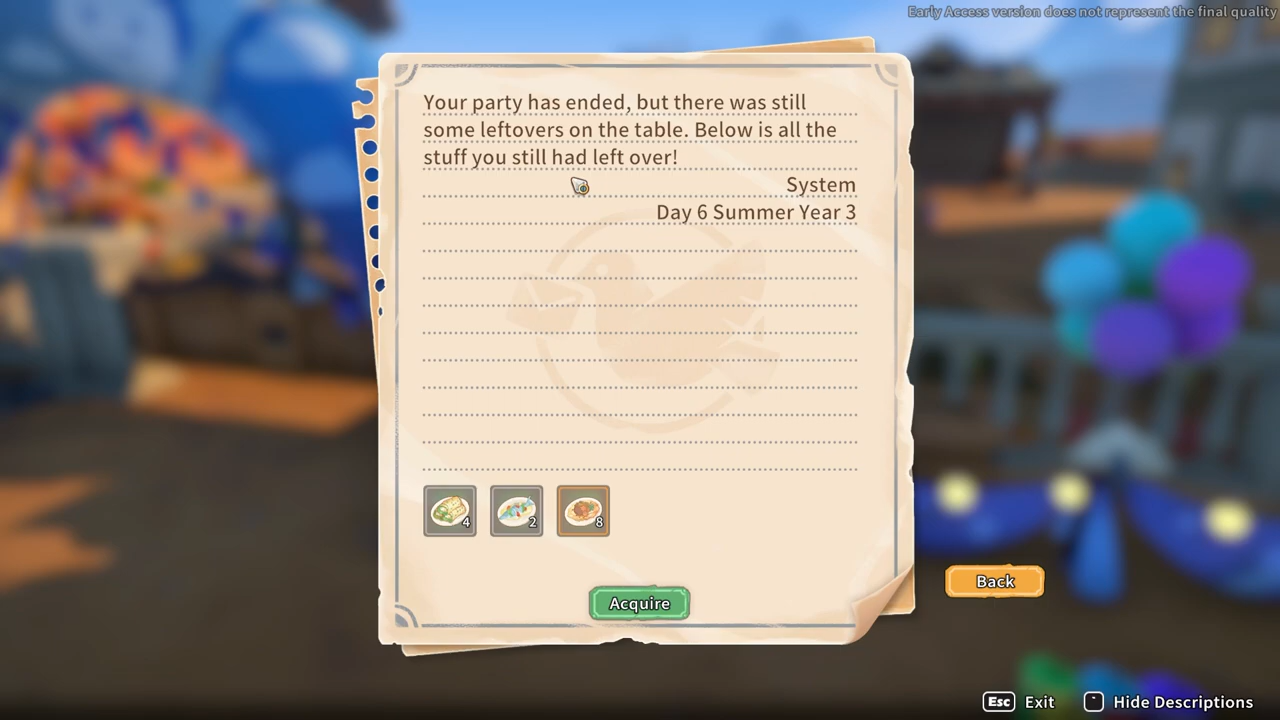 Early Access version does not represent the final quality
Your party has ended, but there was still
some leftovers on the table. Below is all the
stuff you still had left over!
System
Day 6 Summer Year 3
4
2
8
Acquire
Back
Esc Exit
Hide Descriptions